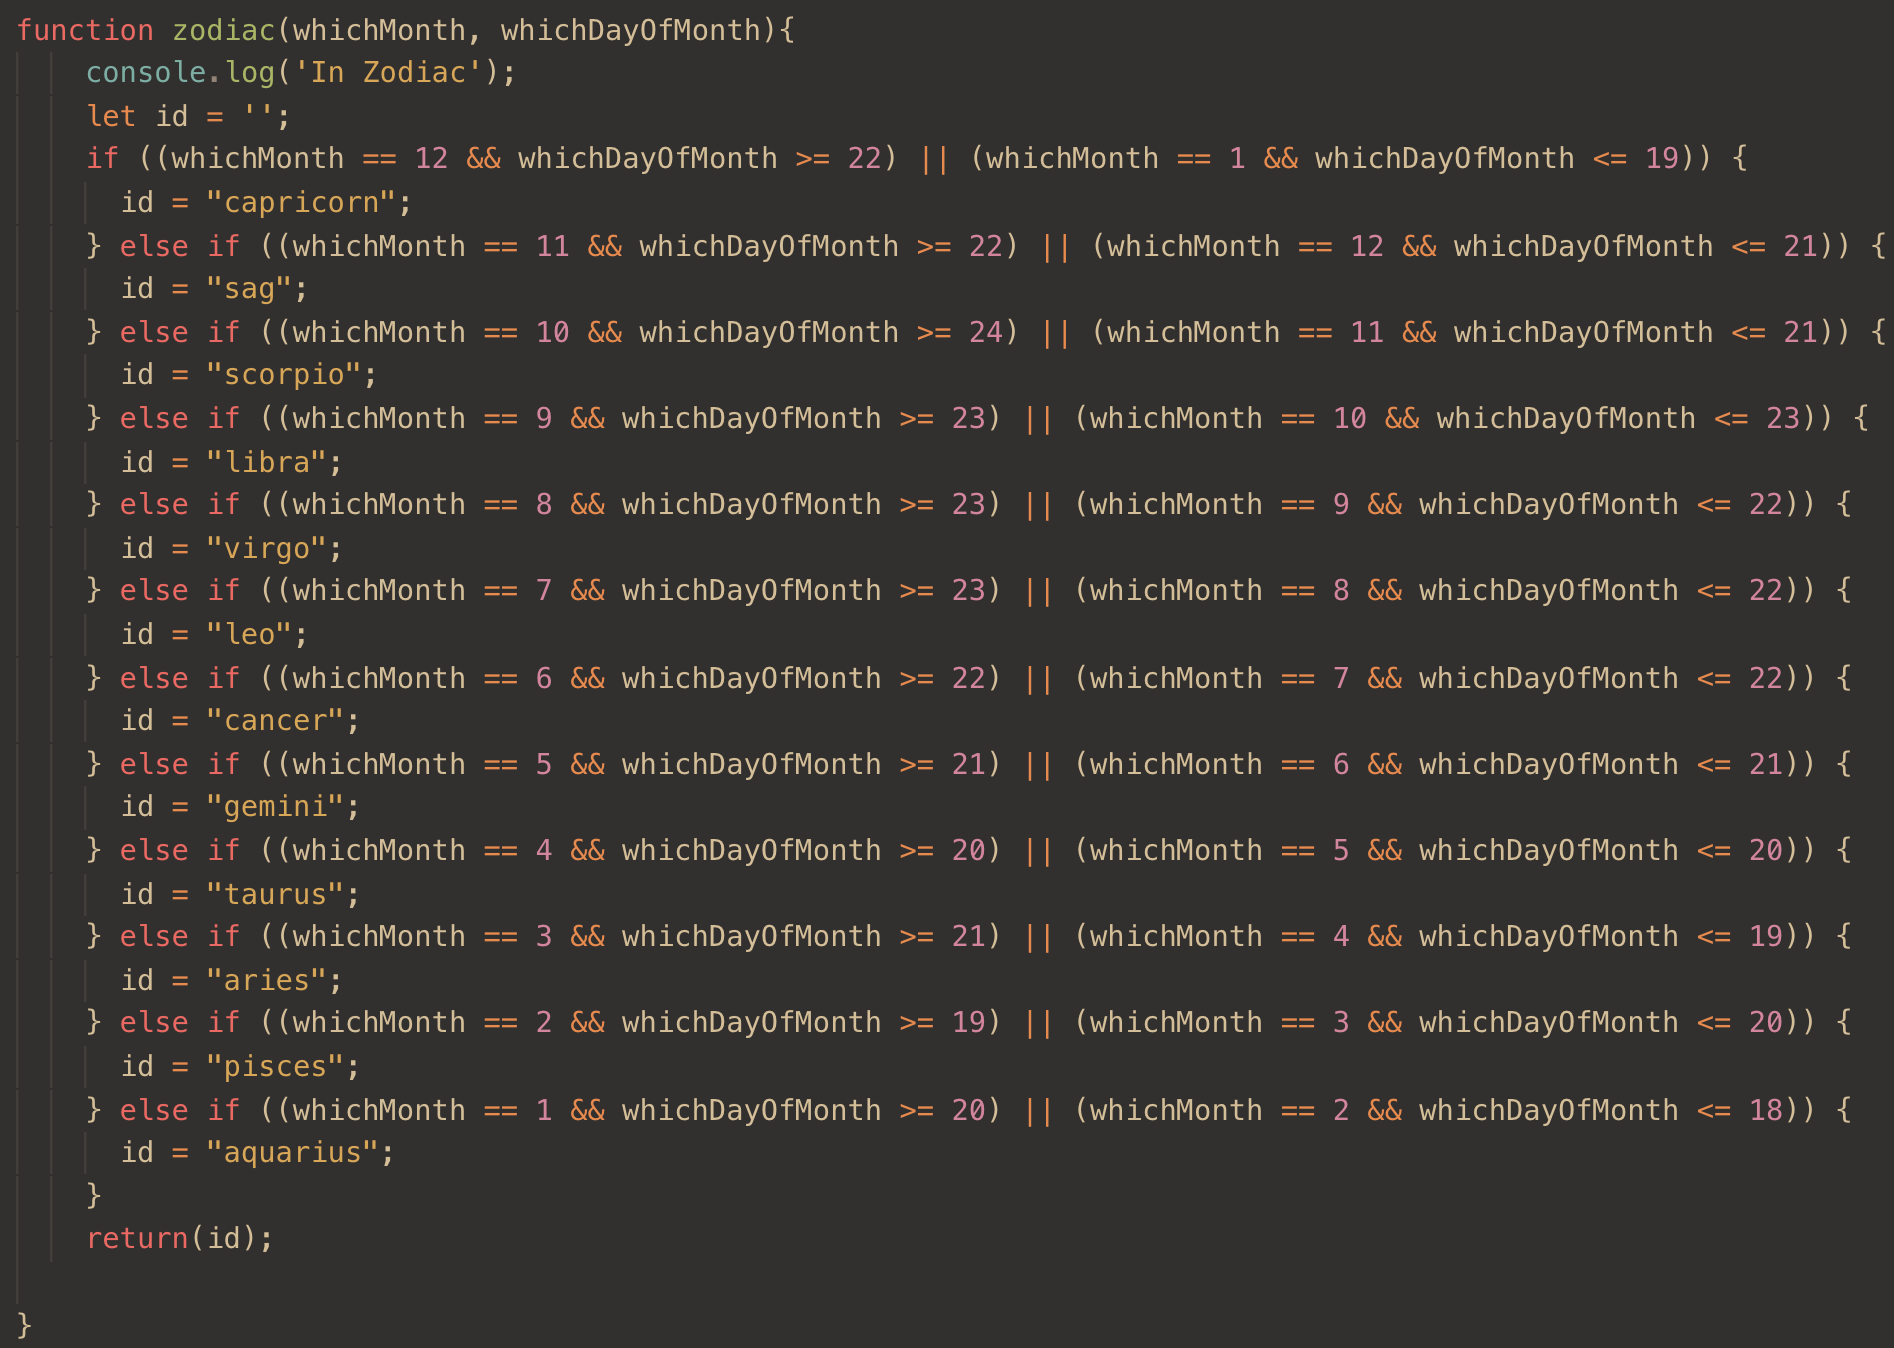 function zodiac(whichMonth, whichDayOfMonth){
    console.log('In Zodiac');
    let id = '';
    if ((whichMonth == 12 && whichDayOfMonth >= 22) || (whichMonth == 1 && whichDayOfMonth <= 19)) {
      id = "capricorn";
    } else if ((whichMonth == 11 && whichDayOfMonth >= 22) || (whichMonth == 12 && whichDayOfMonth <= 21)) {
      id = "sag";
    } else if ((whichMonth == 10 && whichDayOfMonth >= 24) || (whichMonth == 11 && whichDayOfMonth <= 21)) {
      id = "scorpio";
    } else if ((whichMonth == 9 && whichDayOfMonth >= 23) || (whichMonth == 10 && whichDayOfMonth <= 23)) {
      id = "libra";
    } else if ((whichMonth == 8 && whichDayOfMonth >= 23) || (whichMonth == 9 && whichDayOfMonth <= 22)) {
      id = "virgo";
    } else if ((whichMonth == 7 && whichDayOfMonth >= 23) || (whichMonth == 8 && whichDayOfMonth <= 22)) {
      id = "leo";
    } else if ((whichMonth == 6 && whichDayOfMonth >= 22) || (whichMonth == 7 && whichDayOfMonth <= 22)) {
      id = "cancer";
    } else if ((whichMonth == 5 && whichDayOfMonth >= 21) || (whichMonth == 6 && whichDayOfMonth <= 21)) {
      id = "gemini";
    } else if ((whichMonth == 4 && whichDayOfMonth >= 20) || (whichMonth == 5 && whichDayOfMonth <= 20)) {
      id = "taurus";
    } else if ((whichMonth == 3 && whichDayOfMonth >= 21) || (whichMonth == 4 && whichDayOfMonth <= 19)) {
      id = "aries";
    } else if ((whichMonth == 2 && whichDayOfMonth >= 19) || (whichMonth == 3 && whichDayOfMonth <= 20)) {
      id = "pisces";
    } else if ((whichMonth == 1 && whichDayOfMonth >= 20) || (whichMonth == 2 && whichDayOfMonth <= 18)) {
      id = "aquarius";
    }
    return(id);
}